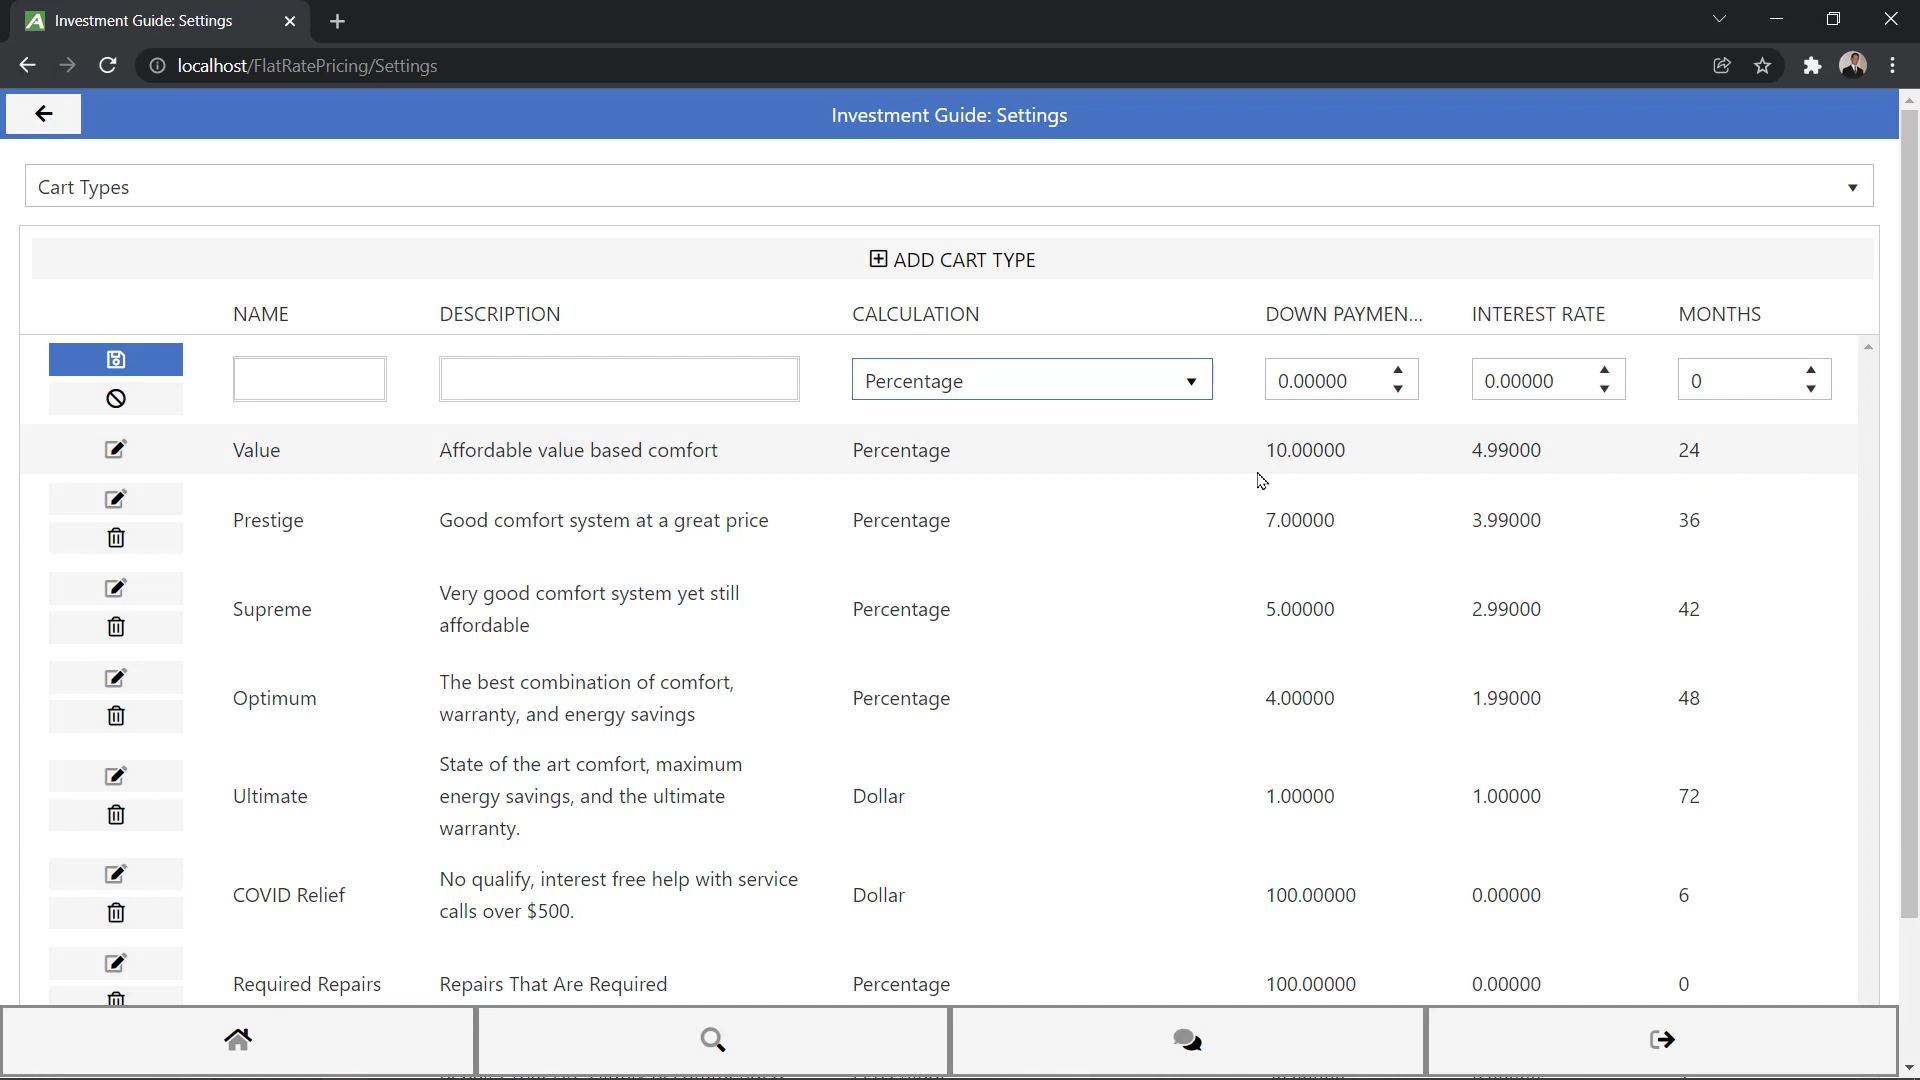 Investment Guide: Settings
localhost/FlatRatePricing/Settings
Investment Guide: Settings
Cart Types
ADD CART TYPE
NAME DESCRIPTION CALCULATION DOWN PAYMEN... INTEREST RATE MONTHS
Percentage 0.00000 0.00000 0
Value Affordable value based comfort Percentage 10.00000 4.99000 24
Prestige Good comfort system at a great price Percentage 7.00000 3.99000 36
Very good comfort system yet still
Supreme Percentage 5.00000 2.99000 42
affordable
The best combination of comfort,
Optimum Percentage 4.00000 1.99000 48
warranty, and energy savings
State of the art comfort, maximum
Ultimate energy savings, and the ultimate Dollar 1.00000 1.00000 72
warranty.
No qualify, interest free help with service
COVID Relief Dollar 100.00000 0.00000 6
calls over $500.
Required Repairs Repairs That Are Required Percentage 100.00000 0.00000 0